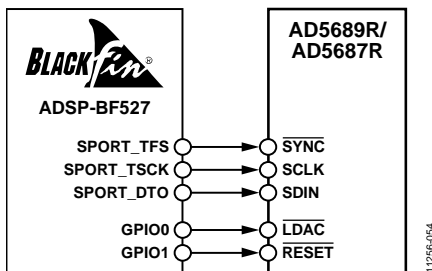 BLACKfin®
ADSP-BF527
SPORT_TFS
SPORT_TSCK
SPORT_DTO
GPIO0
GPIO1
AD5689R/
AD5687R
SYNC
SCLK
SDIN
LDAC
RESET
11256-054